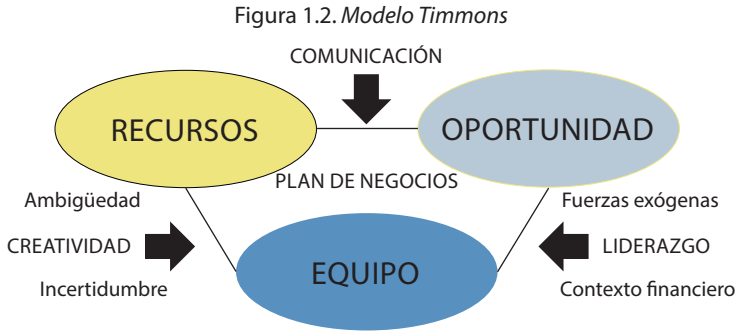 Figura 1.2. Modelo Timmons
COMUNICACIÓN
RECURSOS
OPORTUNIDAD
PLAN DE NEGOCIOS
Ambigüedad
Fuerzas exógenas
CREATIVIDAD
LIDERAZGO
EQUIPO
Incertidumbre
Contexto financiero